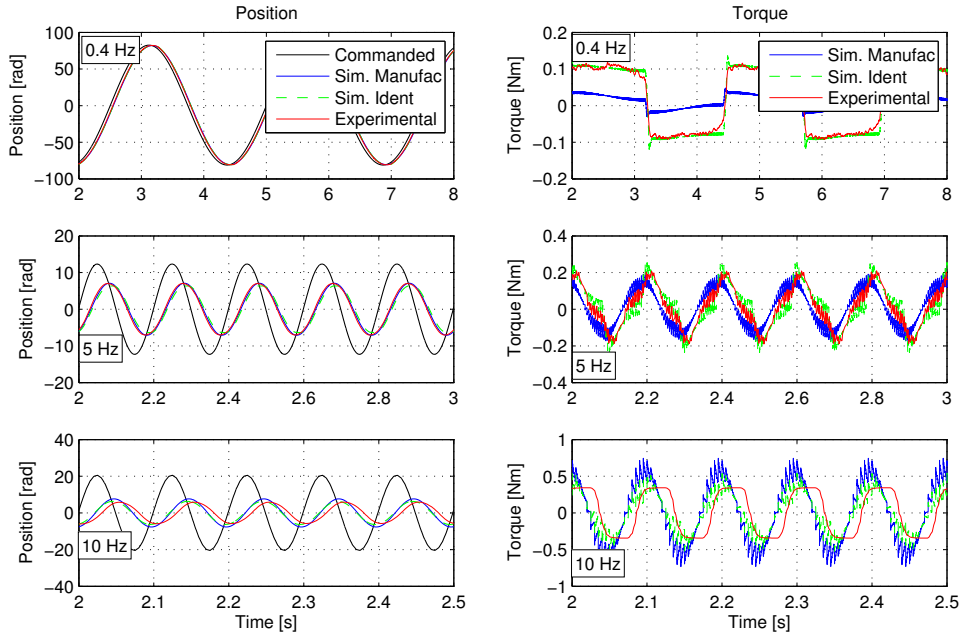 Position
Torque
Position [rad]
100
50
0
−50
−100
0.4 Hz
Commanded
Sim. Manufac
Sim. Ident
Experimental
2 3 4 5 6 7 8
Torque [Nm]
0.2
0.1
0
−0.1
−0.2
0.4 Hz
Sim. Manufac
Sim. Ident
Experimental
2 3 4 5 6 7 8
Position [rad]
20
10
0
−10
−20
5 Hz
2 2.2 2.4 2.6 2.8 3
Torque [Nm]
0.4
0.2
0
−0.2
−0.4
5 Hz
2 2.2 2.4 2.6 2.8 3
Position [rad]
40
20
0
−20
−40
10 Hz
2 2.1 2.2 2.3 2.4 2.5
Time [s]
Torque [Nm]
1
0.5
0
−0.5
−1
10 Hz
2 2.1 2.2 2.3 2.4 2.5
Time [s]